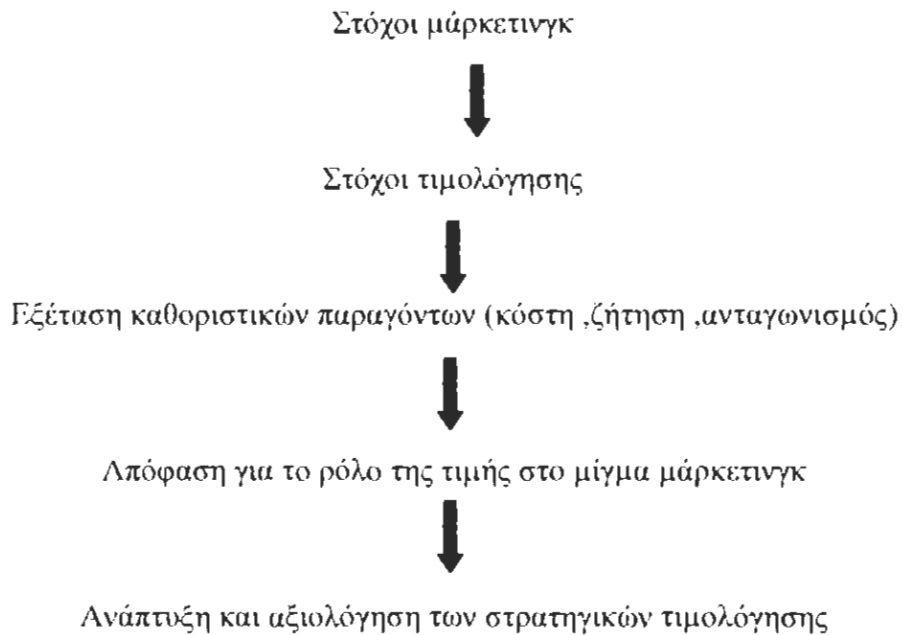 Στόχοι μάρκετινγκ
Στόχοι τιμολόγησης
Εξέταση καθοριστικών παραγόντων (κόστη ,ζήτηση ,ανταγωνισμός)
Απόφαση για το ρόλο της τιμής στο μίγμα μάρκετινγκ
Ανάπτυξη και αξιολόγηση των στρατηγικών τιμολόγησης